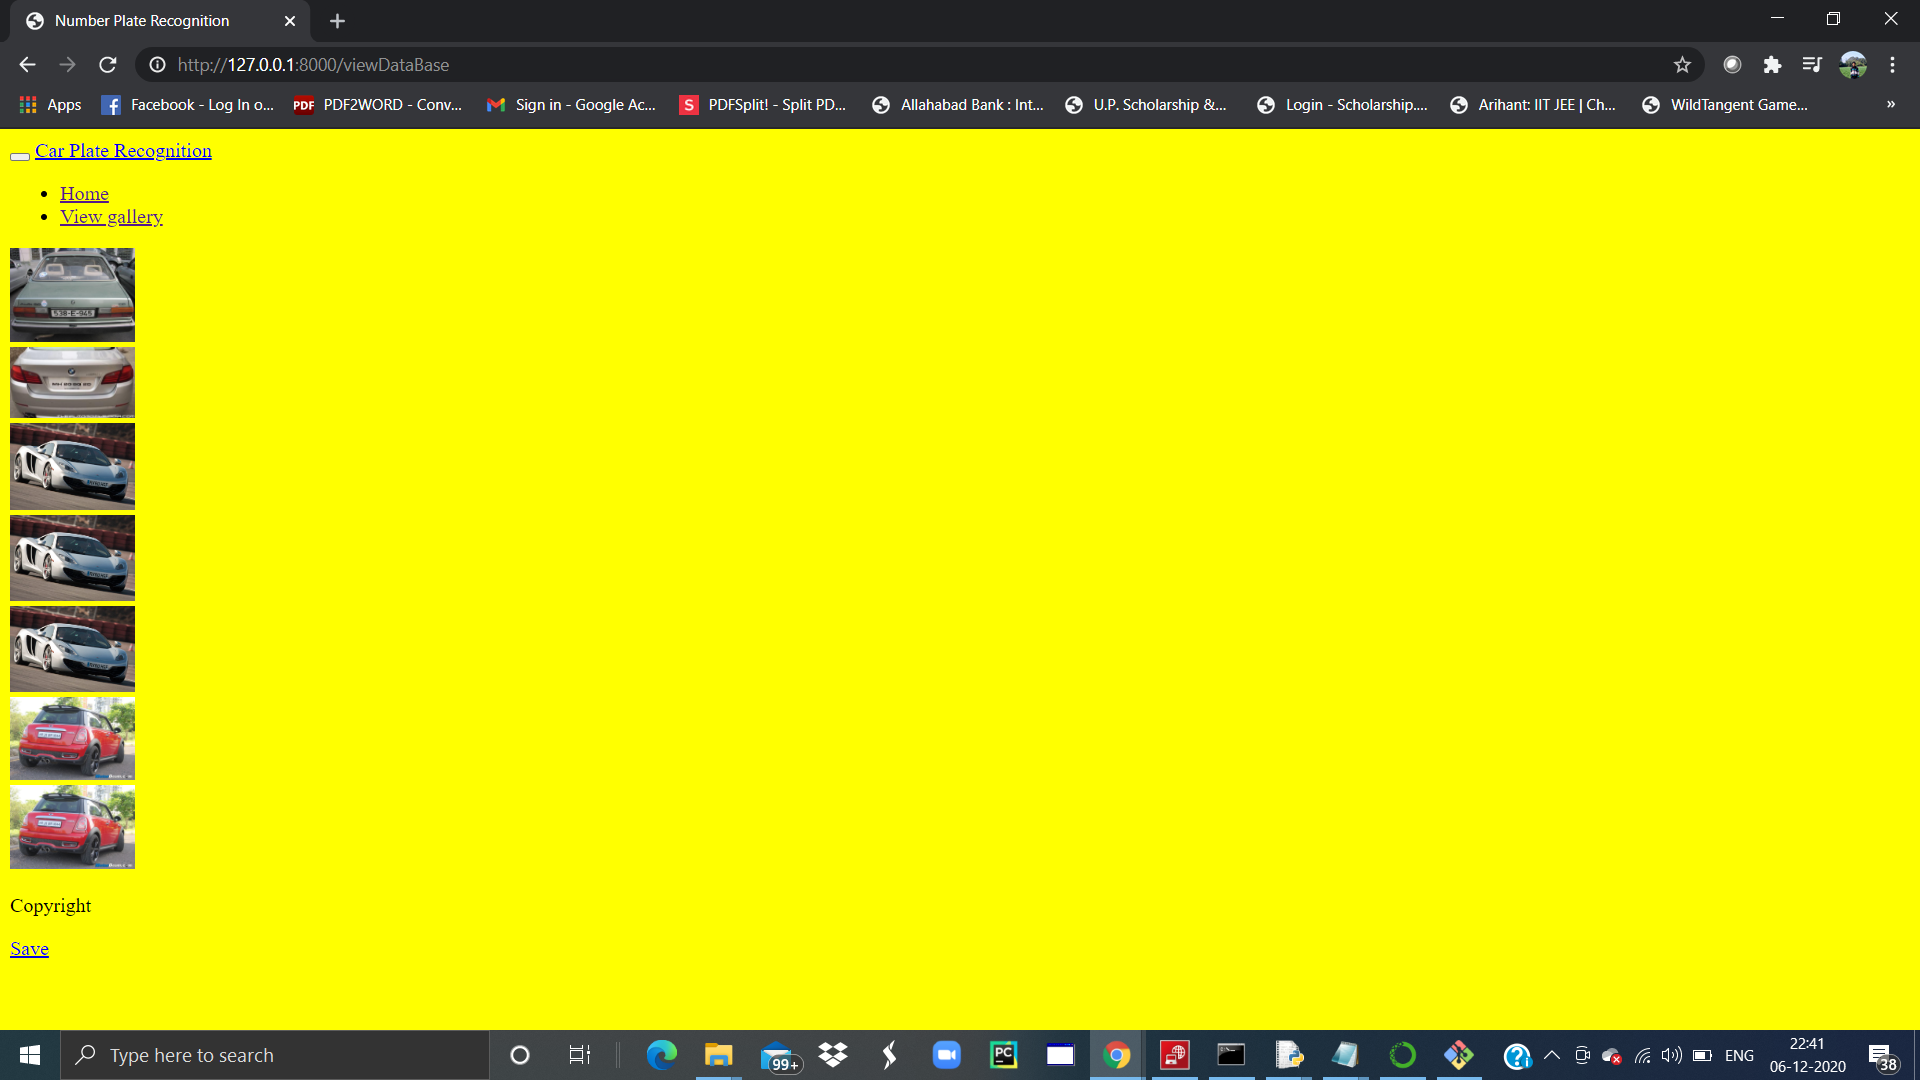 Number Plate Recognition
http://127.0.0.1:8000/viewDataBase
Apps
Facebook - Log In o...
PDF PDF2WORD - Conv...
Sign in - Google Ac...
S PDFSplit! - Split PD...
Allahabad Bank : Int...
U.P. Scholarship &...
Login - Scholarship....
Arihant: IIT JEE | Ch...
WildTangent Game...
»
Car Plate Recognition
Home
View gallery
Copyright
Save
Type here to search
99+
PC
ENG
22:41
06-12-2020
38